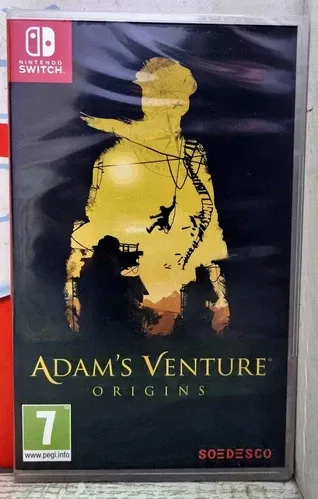 NINTENDO
SWITCH
ADAM'S VENTURE®
ORIGINS
7
www.pegi.info
SOEDESCO